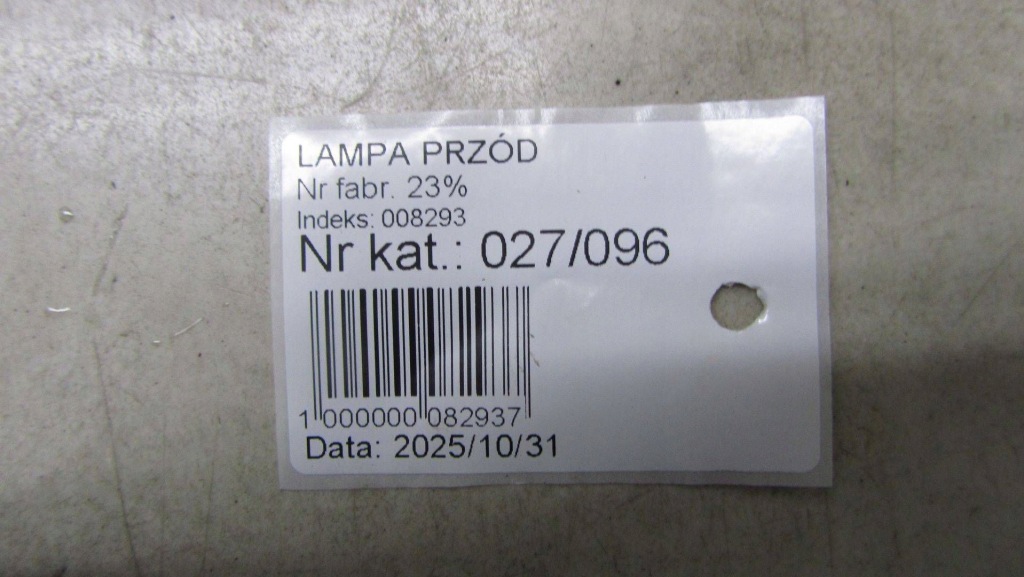 LAMPA PRZÓD
Nr fabr. 23%
Indeks: 008293
Nr kat.: 027/096
1 000000 082937
Data: 2025/10/31